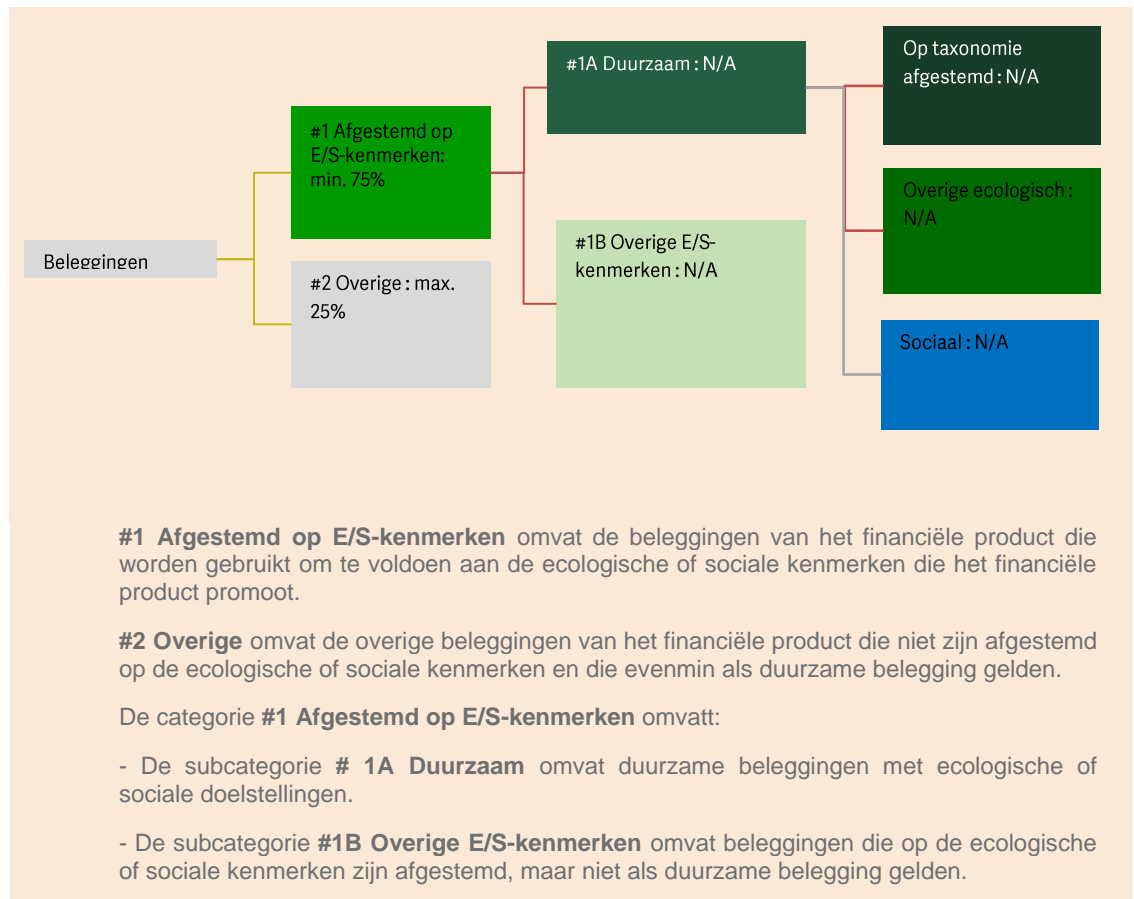 Beleggingen
#1 Afgestemd op
E/S-kenmerken:
min. 75%
#2 Overige : max.
25%
#1A Duurzaam : N/A
#1B Overige E/S-
kenmerken : N/A
Op taxonomie
afgestemd : N/A
Overige ecologisch :
N/A
Sociaal : N/A
#1 Afgestemd op E/S-kenmerken omvat de beleggingen van het financiële product die
worden gebruikt om te voldoen aan de ecologische of sociale kenmerken die het financiële
product promoot.
#2 Overige omvat de overige beleggingen van het financiële product die niet zijn afgestemd
op de ecologische of sociale kenmerken en die evenmin als duurzame belegging gelden.
De categorie #1 Afgestemd op E/S-kenmerken omvatt:
- De subcategorie # 1A Duurzaam omvat duurzame beleggingen met ecologische of
sociale doelstellingen.
- De subcategorie #1B Overige E/S-kenmerken omvat beleggingen die op de ecologische
of sociale kenmerken zijn afgestemd, maar niet als duurzame belegging gelden.